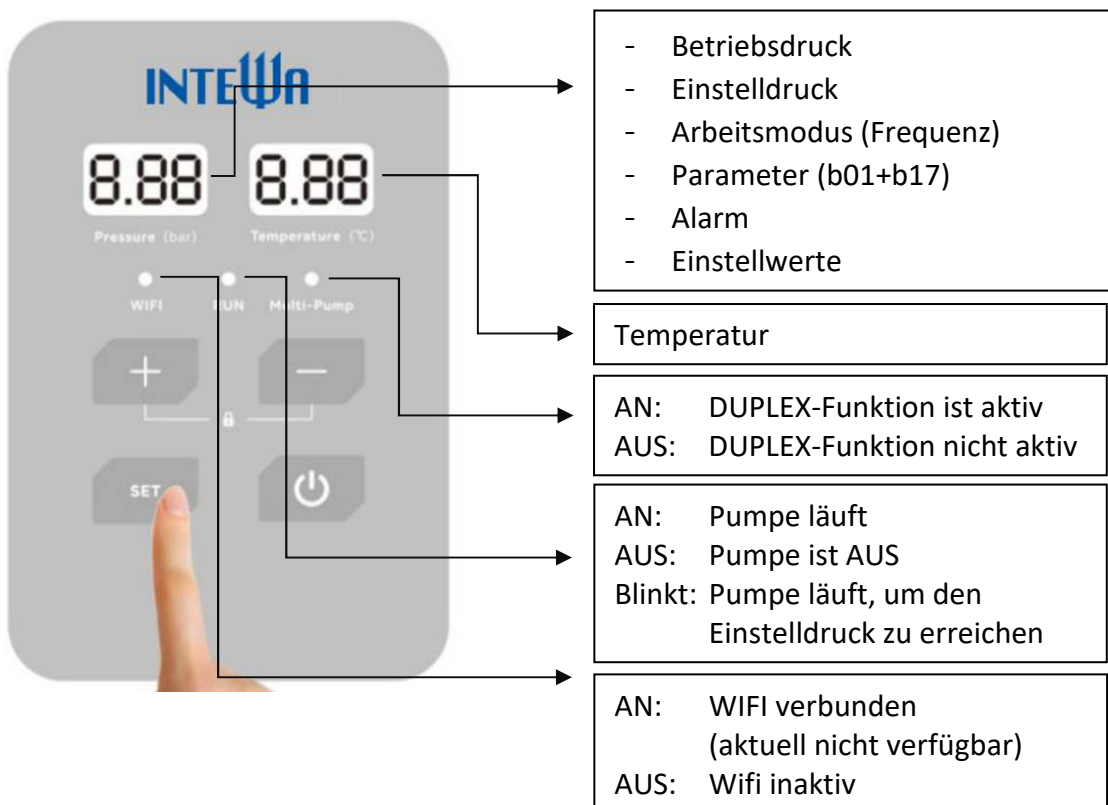 INTEWA
8.88
8.88
Pressure (bar)
Temperature (℃)
WIFI
RUN
Multi-Pump
SET
- Betriebsdruck
- Einstelldruck
- Arbeitsmodus (Frequenz)
- Parameter (b01+b17)
- Alarm
- Einstellwerte
Temperatur
AN: DUPLEX-Funktion ist aktiv
AUS: DUPLEX-Funktion nicht aktiv
AN: Pumpe läuft
AUS: Pumpe ist AUS
Blinkt: Pumpe läuft, um den
Einstelldruck zu erreichen
AN: WIFI verbunden
(aktuell nicht verfügbar)
AUS: Wifi inaktiv